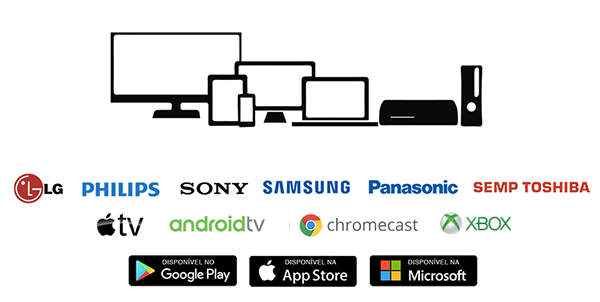 LG PHILIPS SONY SAMSUNG Panasonic SEMP TOSHIBA
tv androidtv chromecast XBOX
DISPONÍVEL NO DISPONÍVEL NA DISPONÍVEL NA
Google Play App Store Microsoft